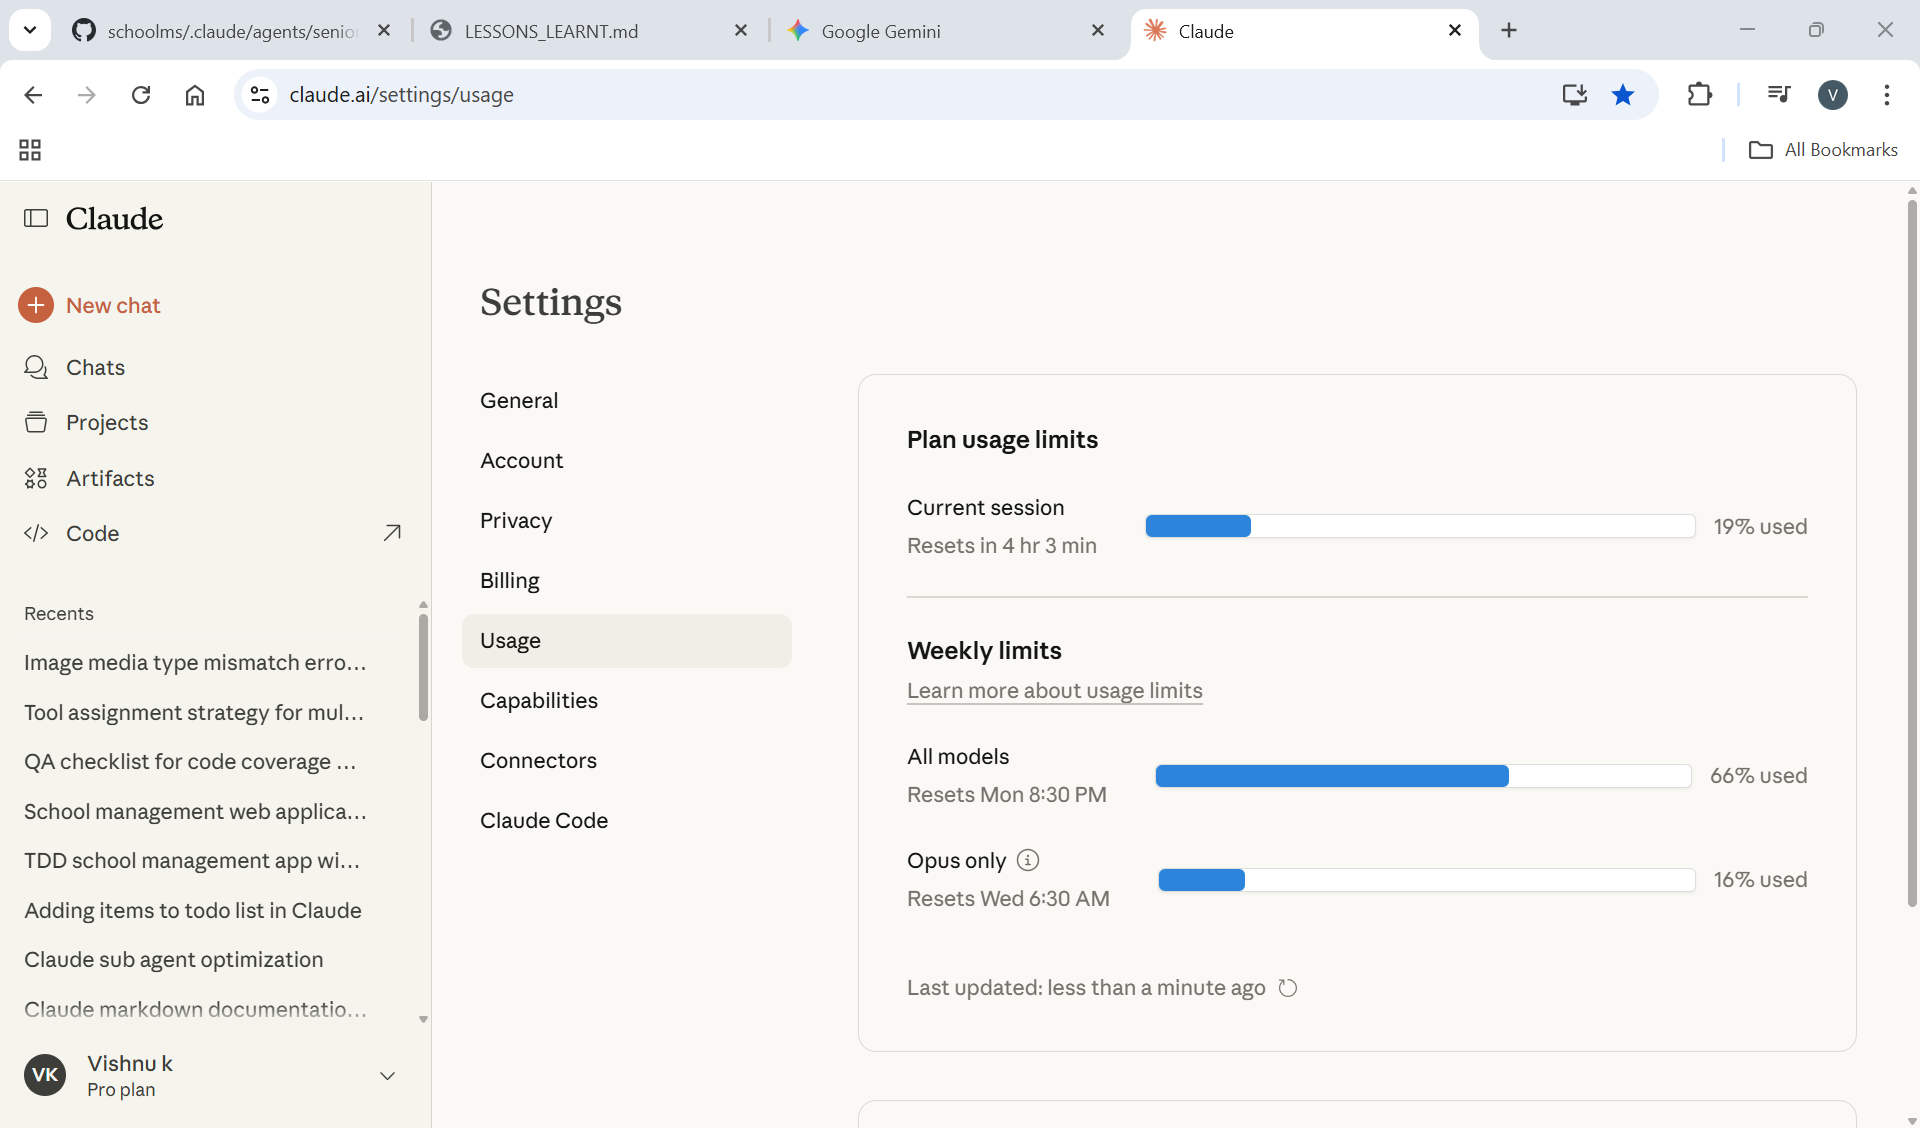 schoolms/.claude/agents/senio
LESSONS_LEARNT.md
Google Gemini
Claude
claude.ai/settings/usage
V
All Bookmarks
Claude
New chat
Chats
Projects
Artifacts
Code
Recents
Image media type mismatch erro...
Tool assignment strategy for mul...
QA checklist for code coverage ...
School management web applica...
TDD school management app wi...
Adding items to todo list in Claude
Claude sub agent optimization
Claude markdown documentatio...
VK
Vishnu k
Pro plan
Settings
General
Account
Privacy
Billing
Usage
Capabilities
Connectors
Claude Code
Plan usage limits
Current session
Resets in 4 hr 3 min
19% used
Weekly limits
Learn more about usage limits
All models
Resets Mon 8:30 PM
66% used
Opus only
Resets Wed 6:30 AM
16% used
Last updated: less than a minute ago